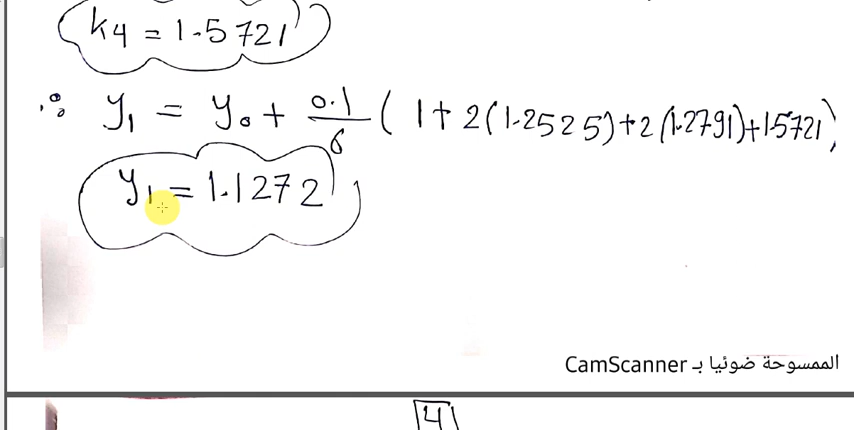 k4 = 1.5721
∴ y₁ = y₀ + 0.1/6 ( 1 + 2(1.2525) + 2(1.2791) + 1.5721)
y₁ = 1.1272
الممسوحة ضوئيا بـ CamScanner
4